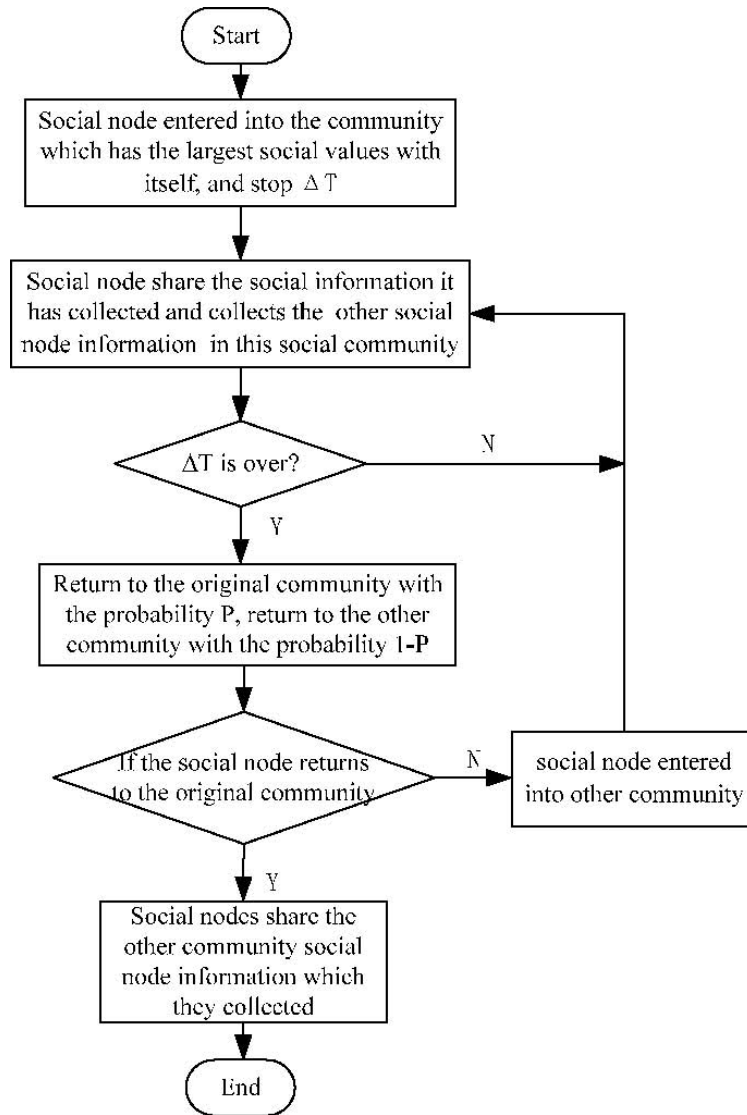 Start
Social node entered into the community
which has the largest social values with
itself, and stop ΔT
Social node share the social information it
has collected and collects the other social
node information in this social community
ΔT is over?
N
Y
Return to the original community with
the probability P, return to the other
community with the probability 1-P
If the social node returns
to the original community
N
social node entered
into other community
Y
Social nodes share the
other community social
node information which
they collected
End